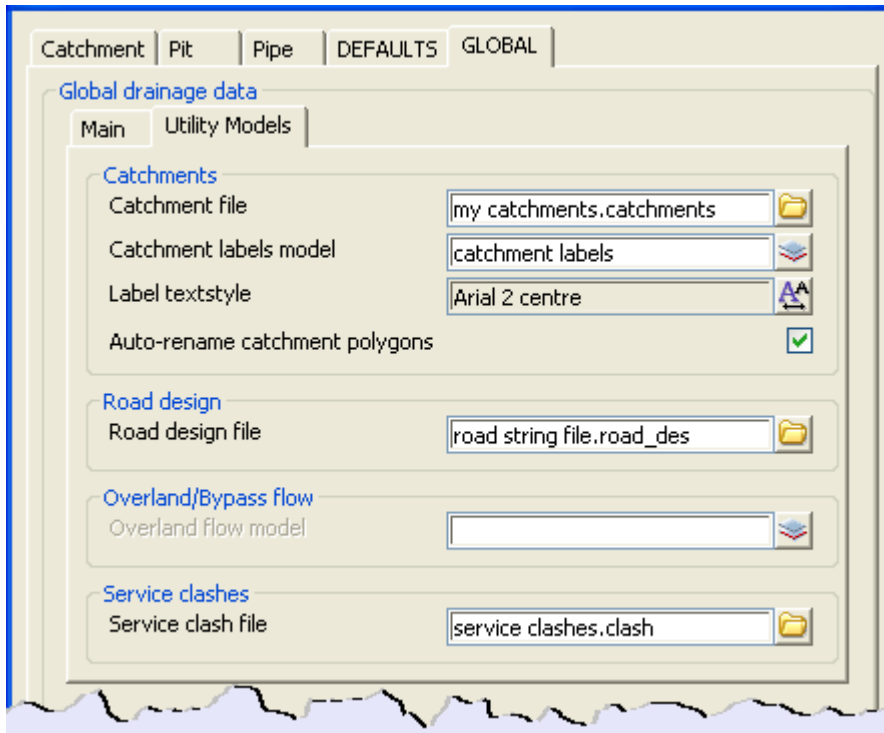 Catchment Pit Pipe DEFAULTS GLOBAL
Global drainage data
Main Utility Models
Catchments
Catchment file my catchments.catchments
Catchment labels model catchment labels
Label textstyle Arial 2 centre
Auto-rename catchment polygons
Road design
Road design file road string file.road_des
Overland/Bypass flow
Overland flow model
Service clashes
Service clash file service clashes.clash